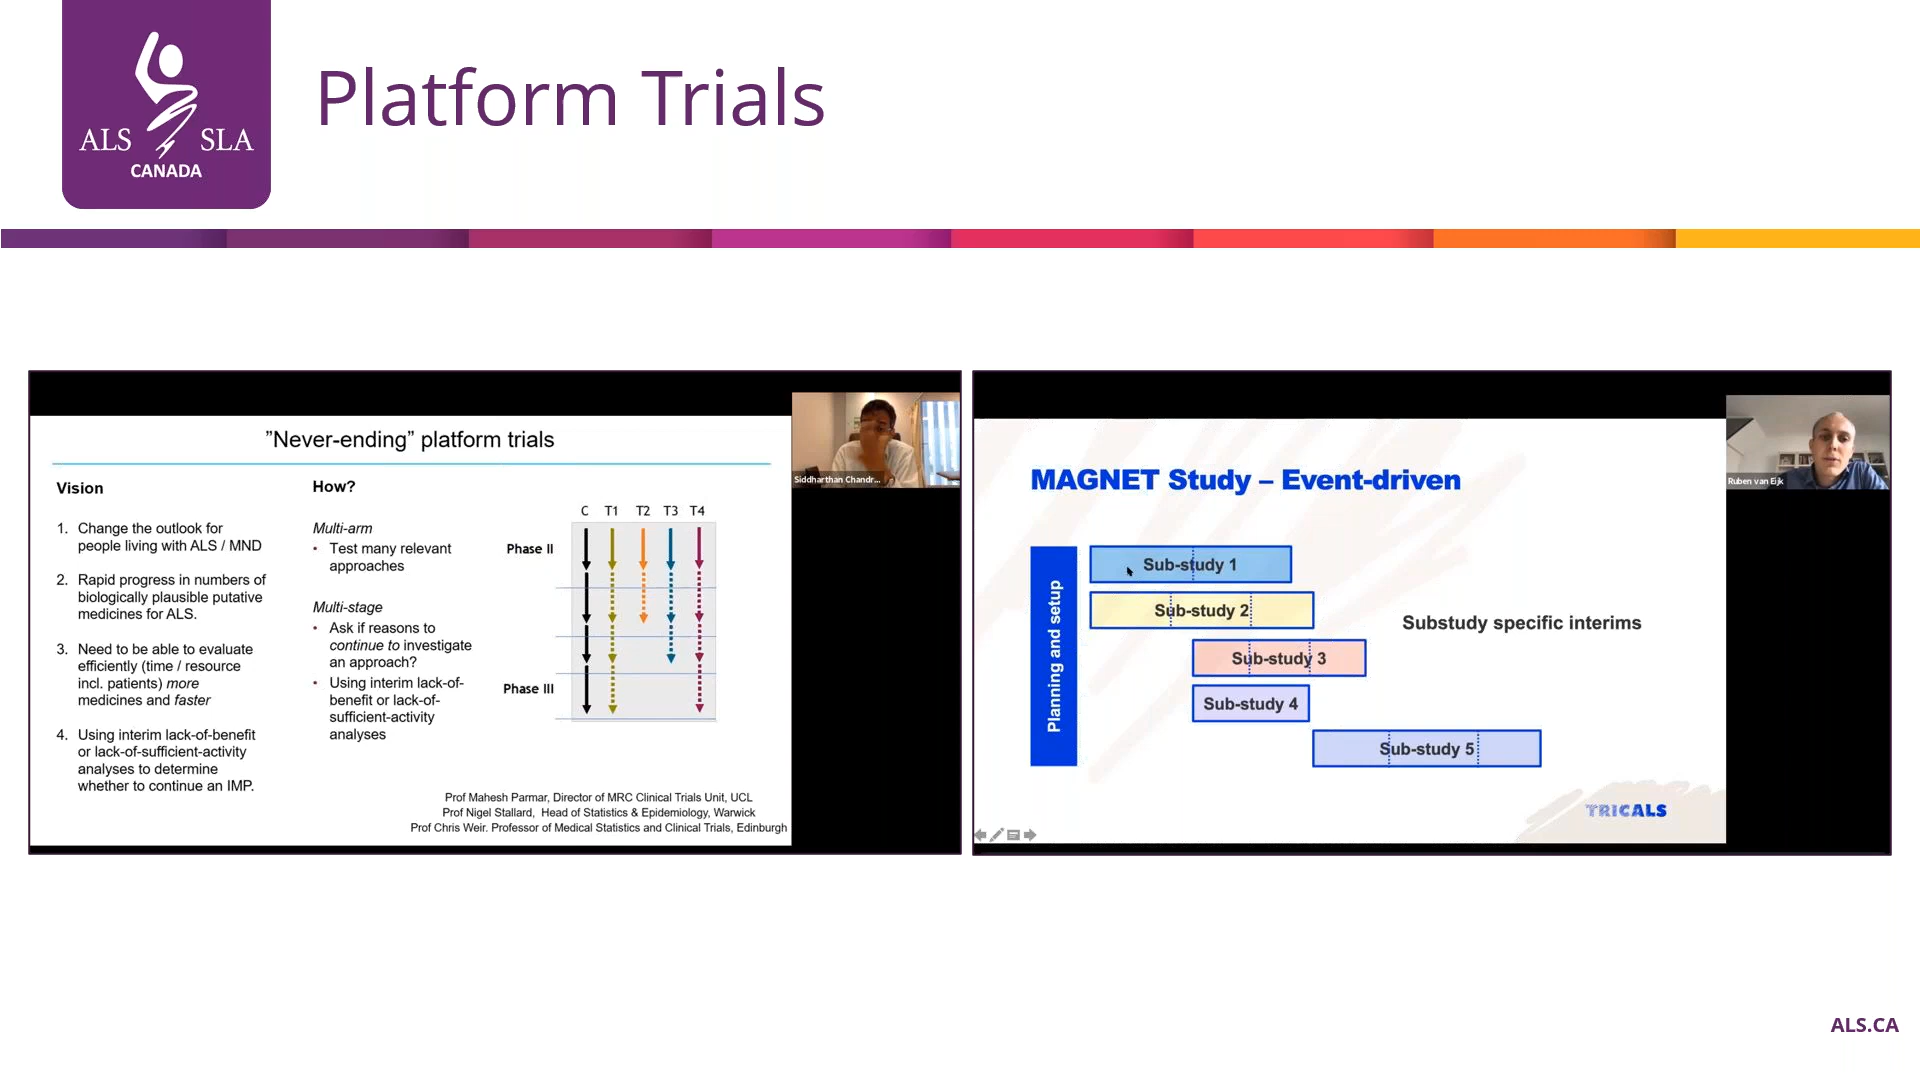 ALS SLA
CANADA
Platform Trials
"Never-ending" platform trials
Vision
1. Change the outlook for
people living with ALS / MND
2. Rapid progress in numbers of
biologically plausible putative
medicines for ALS.
3. Need to be able to evaluate
efficiently (time / resource
incl. patients) more
medicines and faster
4. Using interim lack-of-benefit
or lack-of-sufficient-activity
analyses to determine
whether to continue an IMP.
How?
Multi-arm
• Test many relevant
approaches
Multi-stage
• Ask if reasons to
continue to investigate
an approach?
• Using interim lack-of-
benefit or lack-of-
sufficient-activity
analyses
C T1 T2 T3 T4
Phase II
Phase III
Prof Mahesh Parmar, Director of MRC Clinical Trials Unit, UCL
Prof Nigel Stallard, Head of Statistics & Epidemiology, Warwick
Prof Chris Weir. Professor of Medical Statistics and Clinical Trials, Edinburgh
Siddharthan Chandr...
MAGNET Study – Event-driven
Planning and setup
Sub-study 1
Sub-study 2
Sub-study 3
Sub-study 4
Sub-study 5
Substudy specific interims
TRICALS
Ruben van Eijk
ALS.CA